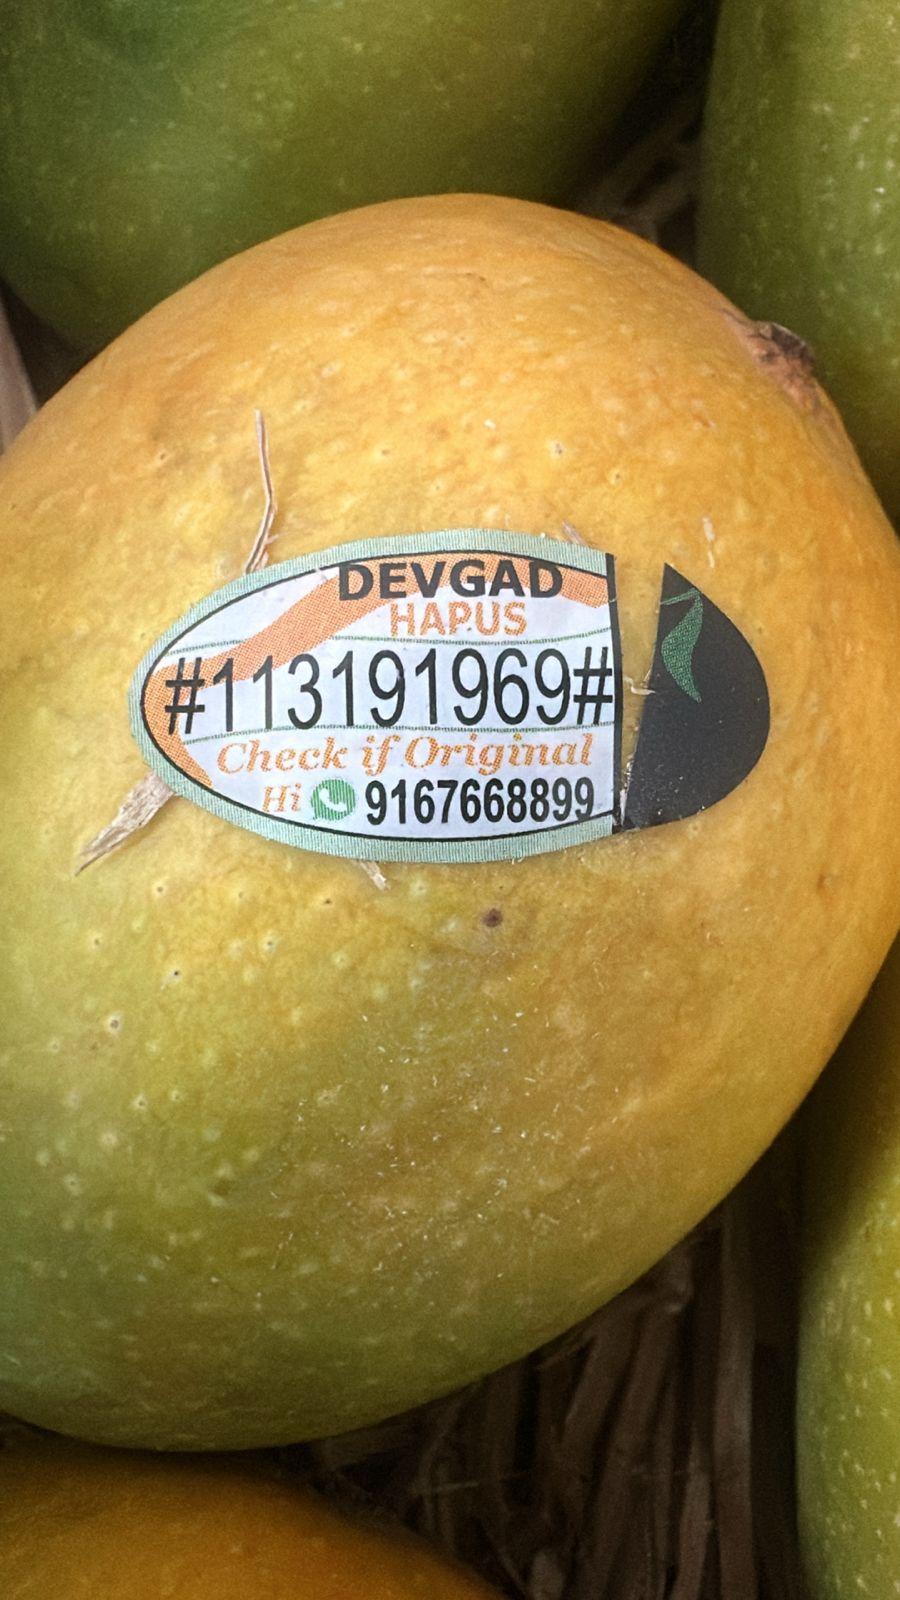 DEVGAD
HAPUS
#113191969#
Check if Original
Hi 9167668899